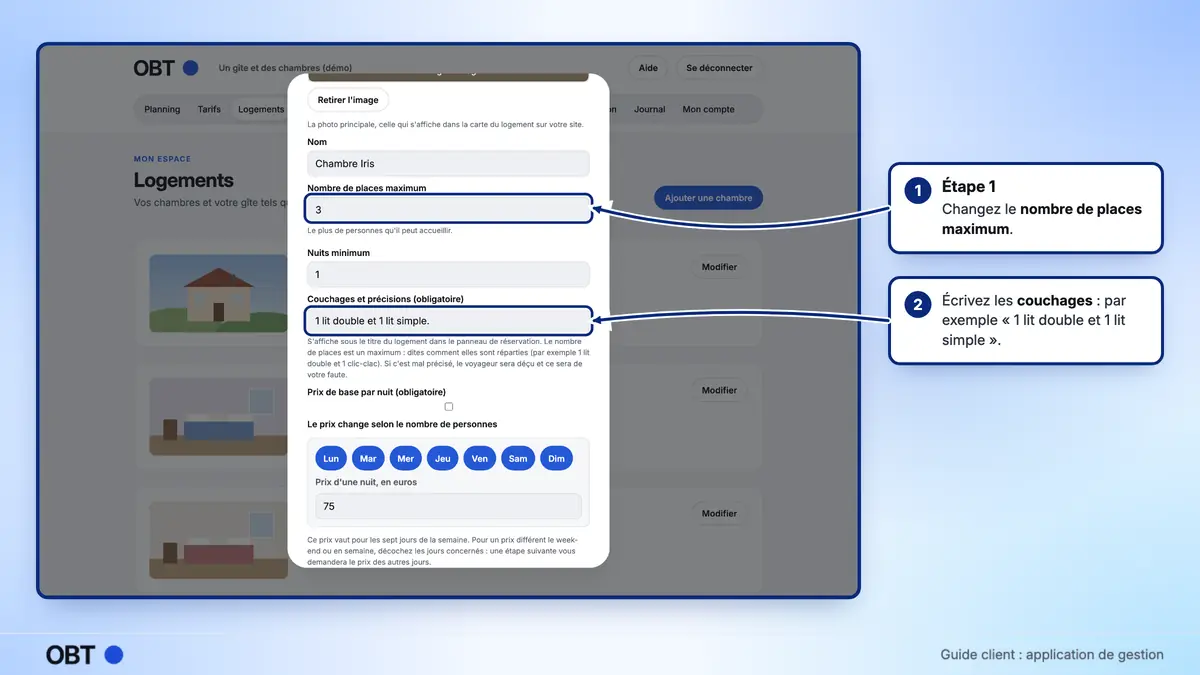 OBT
Un gîte et des chambres (démo)
Aide
Se déconnecter
Planning
Tarifs
Logements
Journal
Mon compte
MON ESPACE
Logements
Vos chambres et votre gîte tels
Ajouter une chambre
Modifier
Modifier
Modifier
Retirer l'image
La photo principale, celle qui s'affiche dans la carte du logement sur votre site.
Nom
Chambre Iris
Nombre de places maximum
3
Le plus de personnes qu'il peut accueillir.
Nuits minimum
1
Couchages et précisions (obligatoire)
1 lit double et 1 lit simple.
S'affiche sous le titre du logement dans le panneau de réservation. Le nombre
de places est un maximum : dites comment elles sont réparties (par exemple 1 lit
double et 1 clic-clac). Si c'est mal précisé, le voyageur sera déçu et ce sera de
votre faute.
Prix de base par nuit (obligatoire)
Le prix change selon le nombre de personnes
Lun Mar Mer Jeu Ven Sam Dim
Prix d'une nuit, en euros
75
Ce prix vaut pour les sept jours de la semaine. Pour un prix différent le week-
end ou en semaine, décochez les jours concernés : une étape suivante vous
demandera le prix des autres jours.
1
Étape 1
Changez le nombre de places
maximum.
2
Écrivez les couchages : par
exemple « 1 lit double et 1 lit
simple ».
OBT
Guide client : application de gestion